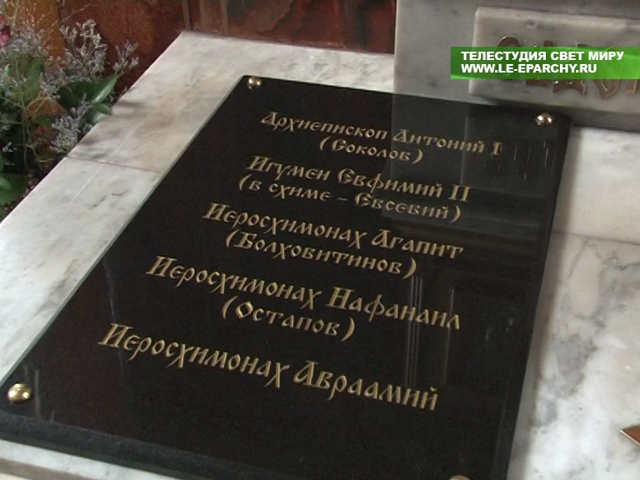 ТЕЛЕСТУДИЯ СВЕТ МИРУ
WWW.LE-EPARCHY.RU
Архиепископ Антоний I
(Соколов)
Игумен Евфимий II
(в схиме – Евсевий)
Иеросхимонах Агапит
(Болховитинов)
Иеросхимонах Нафанаил
(Остапов)
Иеросхимонах Авраамий